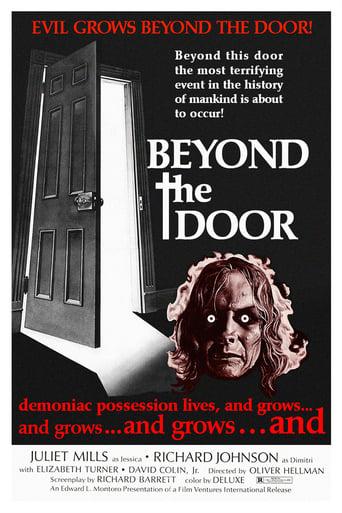 EVIL GROWS BEYOND THE DOOR!
Beyond this door
the most terrifying
event in the history
of mankind is about
to occur!
BEYOND
the
DOOR
demoniac possession lives, and grows...
and grows...and grows...and
JULIET MILLS as Jessica • RICHARD JOHNSON as Dimitri
with ELIZABETH TURNER • DAVID COLIN, Jr. Directed by OLIVER HELLMAN
Screenplay by RICHARD BARRETT color by DELUXE R
An Edward L. Montoro Presentation of a Film Ventures International Release